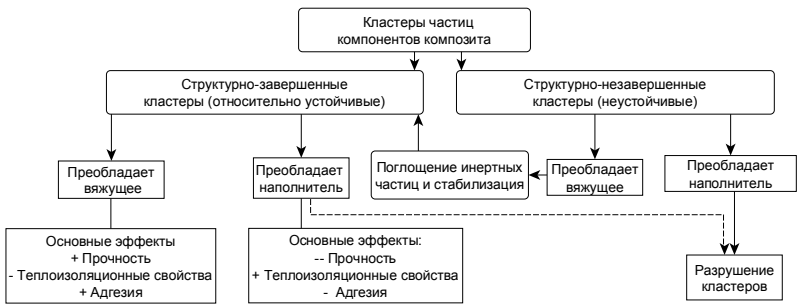 Кластеры частиц
компонентов композита
Структурно-завершенные
кластеры (относительно устойчивые)
Структурно-незавершенные
кластеры (неустойчивые)
Преобладает
вяжущее
Преобладает
наполнитель
Поглощение инертных
частиц и стабилизация
Преобладает
вяжущее
Преобладает
наполнитель
Основные эффекты
+ Прочность
- Теплоизоляционные свойства
+ Адгезия
Основные эффекты:
-- Прочность
+ Теплоизоляционные свойства
- Адгезия
Разрушение
кластеров